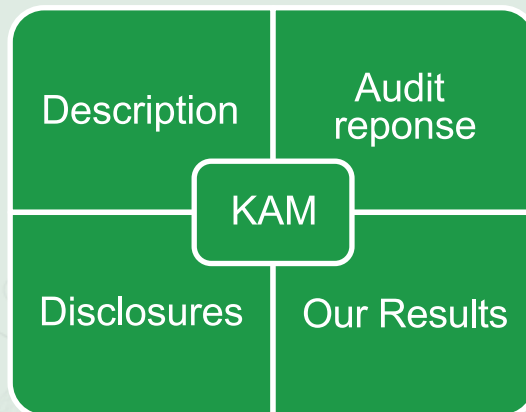 Description
Audit
reponse
KAM
Disclosures
Our Results